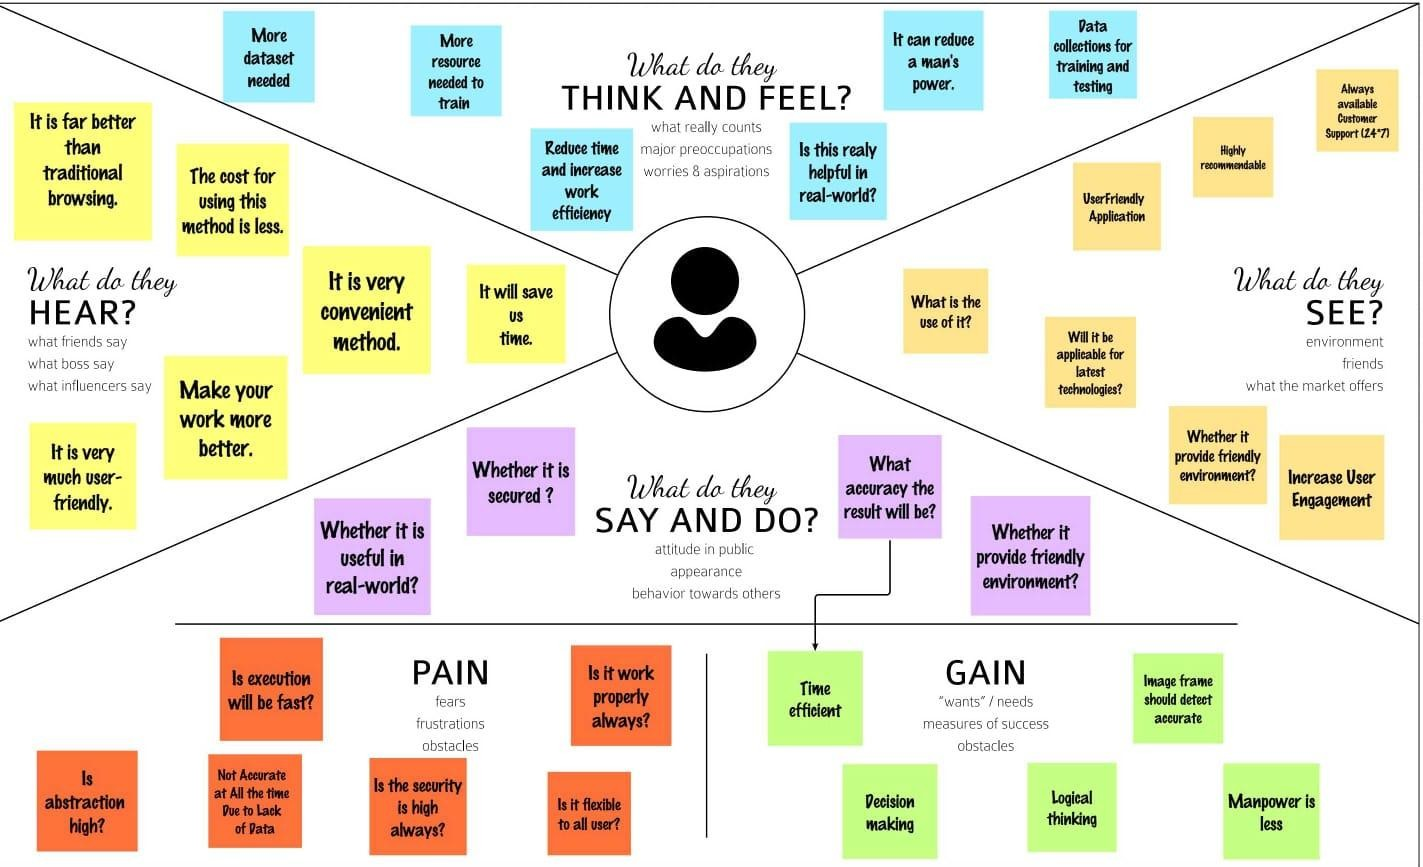 What do they
THINK AND FEEL?
what really counts
major preoccupations
worries & aspirations
More
dataset
needed
More
resource
needed to
train
Reduce time
and increase
work
efficiency
Is this realy
helpful in
real-world?
It can reduce
a man's
power.
Data
collections for
training and
testing
What do they
HEAR?
what friends say
what boss say
what influencers say
It is far better
than
traditional
browsing.
The cost for
using this
method is less.
It is very
convenient
method.
It will save
us
time.
Make your
work more
better.
It is very
much user-
friendly.
What do they
SEE?
environment
friends
what the market offers
Always
available
Customer
Support (24*7)
Highly
recommendable
UserFriendly
Application
What is the
use of it?
Will it be
applicable for
latest
technologies?
Whether it
provide friendly
environment?
Increase User
Engagement
What do they
SAY AND DO?
attitude in public
appearance
behavior towards others
Whether it is
secured ?
Whether it is
useful in
real-world?
What
accuracy the
result will be?
Whether it
provide friendly
environment?
PAIN
fears
frustrations
obstacles
Is execution
will be fast?
Is it work
properly
always?
Is
abstraction
high?
Not Accurate
at All the time
Due to Lack
of Data
Is the security
is high
always?
Is it flexible
to all user?
GAIN
"wants" / needs
measures of success
obstacles
Time
efficient
Image frame
should detect
accurate
Decision
making
Logical
thinking
Manpower is
less